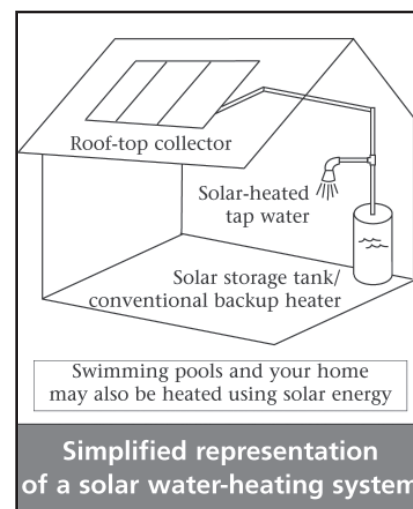 Roof-top collector
Solar-heated
tap water
Solar storage tank/
conventional backup heater
Swimming pools and your home
may also be heated using solar energy
Simplified representation
of a solar water-heating system